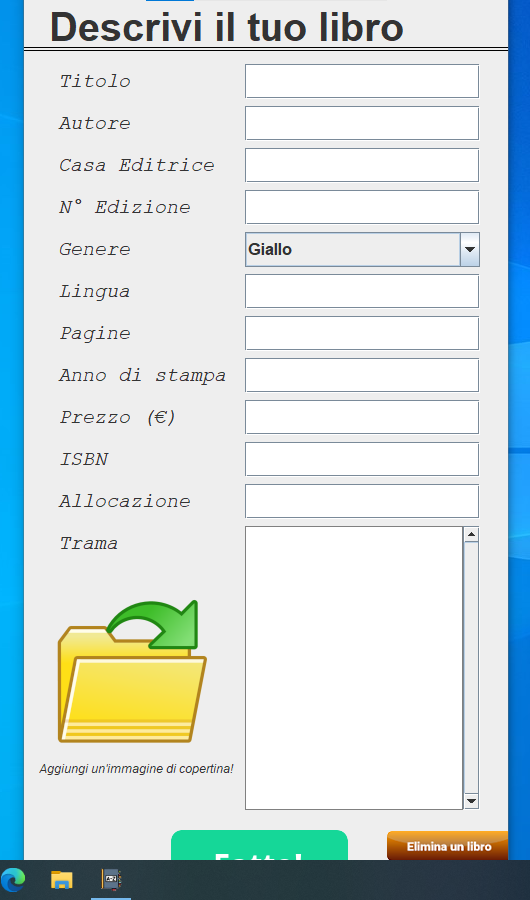 Descrivi il tuo libro
Titolo
Autore
Casa Editrice
N° Edizione
Genere
Giallo
Lingua
Pagine
Anno di stampa
Prezzo (€)
ISBN
Allocazione
Trama
Aggiungi un'immagine di copertina!
Elimina un libro